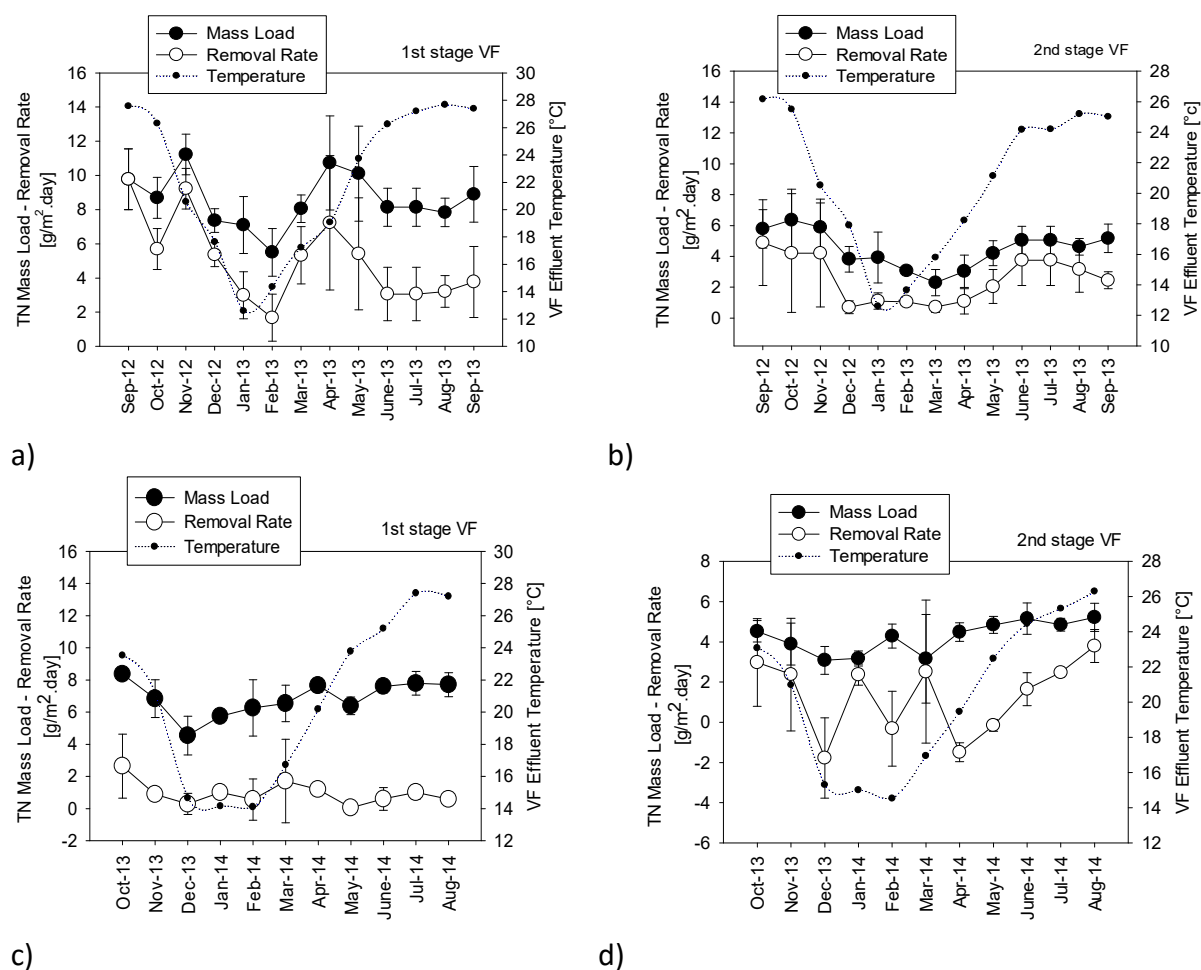 Mass Load
Removal Rate
Temperature
1st stage VF
TN Mass Load - Removal Rate
[g/m².day]
16
14
12
10
8
6
4
2
0
30
28
26
24
22
20
18
16
14
12
10
VF Effluent Temperature [°C]
Sep-12
Oct-12
Nov-12
Dec-12
Jan-13
Feb-13
Mar-13
Apr-13
May-13
June-13
Jul-13
Aug-13
Sep-13
a)
Mass Load
Removal Rate
Temperature
2nd stage VF
TN Mass Load - Removal Rate
[g/m².day]
16
14
12
10
8
6
4
2
0
28
26
24
22
20
18
16
14
12
10
VF Effluent Temperature [°c]
Sep-12
Oct-12
Nov-12
Dec-12
Jan-13
Feb-13
Mar-13
Apr-13
May-13
June-13
Jul-13
Aug-13
Sep-13
b)
Mass Load
Removal Rate
Temperature
1st stage VF
TN Mass Load - Removal Rate
[g/m².day]
16
14
12
10
8
6
4
2
0
-2
30
28
26
24
22
20
18
16
14
12
VF Effluent Temperature [°C]
Oct-13
Nov-13
Dec-13
Jan-14
Feb-14
Mar-14
Apr-14
May-14
June-14
Jul-14
Aug-14
c)
Mass Load
Removal Rate
Temperature
2nd stage VF
TN Mass Load - Removal Rate
[g/m².day]
8
6
4
2
0
-2
-4
-6
28
26
24
22
20
18
16
14
12
VF Effluent Temperature [°C]
Oct-13
Nov-13
Dec-13
Jan-14
Feb-14
Mar-14
Apr-14
May-14
June-14
Jul-14
Aug-14
d)